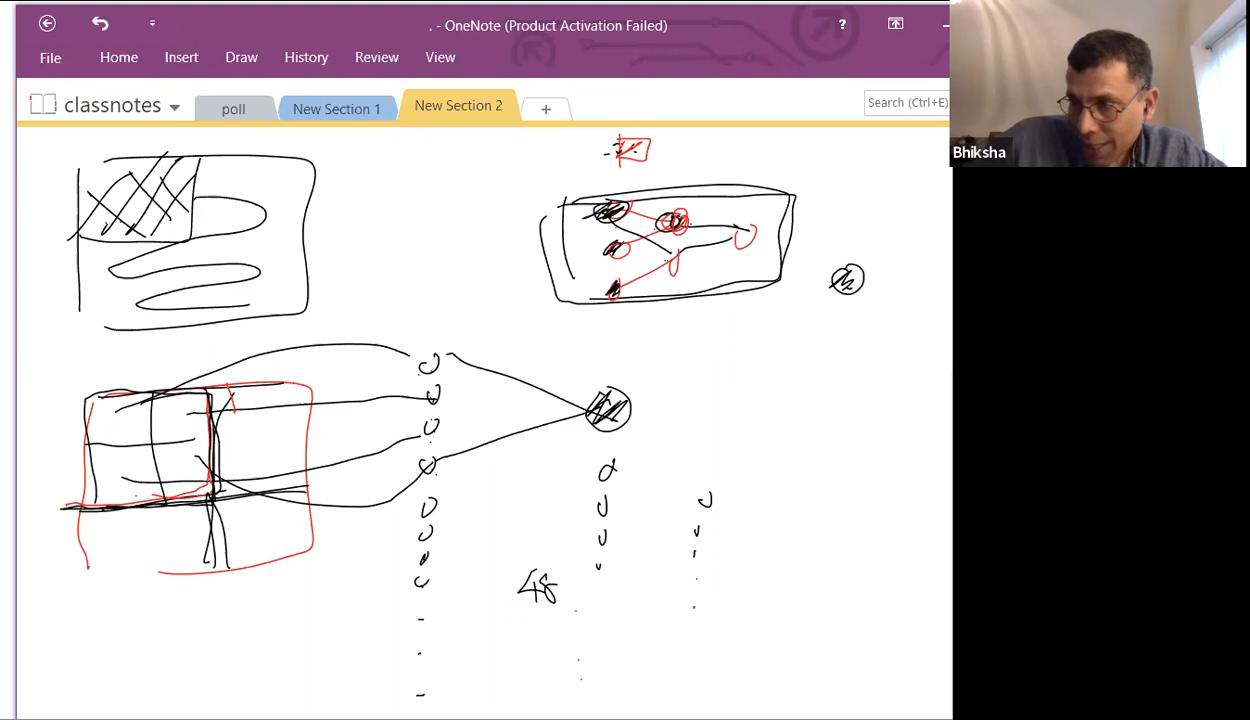 . - OneNote (Product Activation Failed)
?
File Home Insert Draw History Review View
classnotes poll New Section 1 New Section 2 +
Search (Ctrl+E)
Bhiksha
48